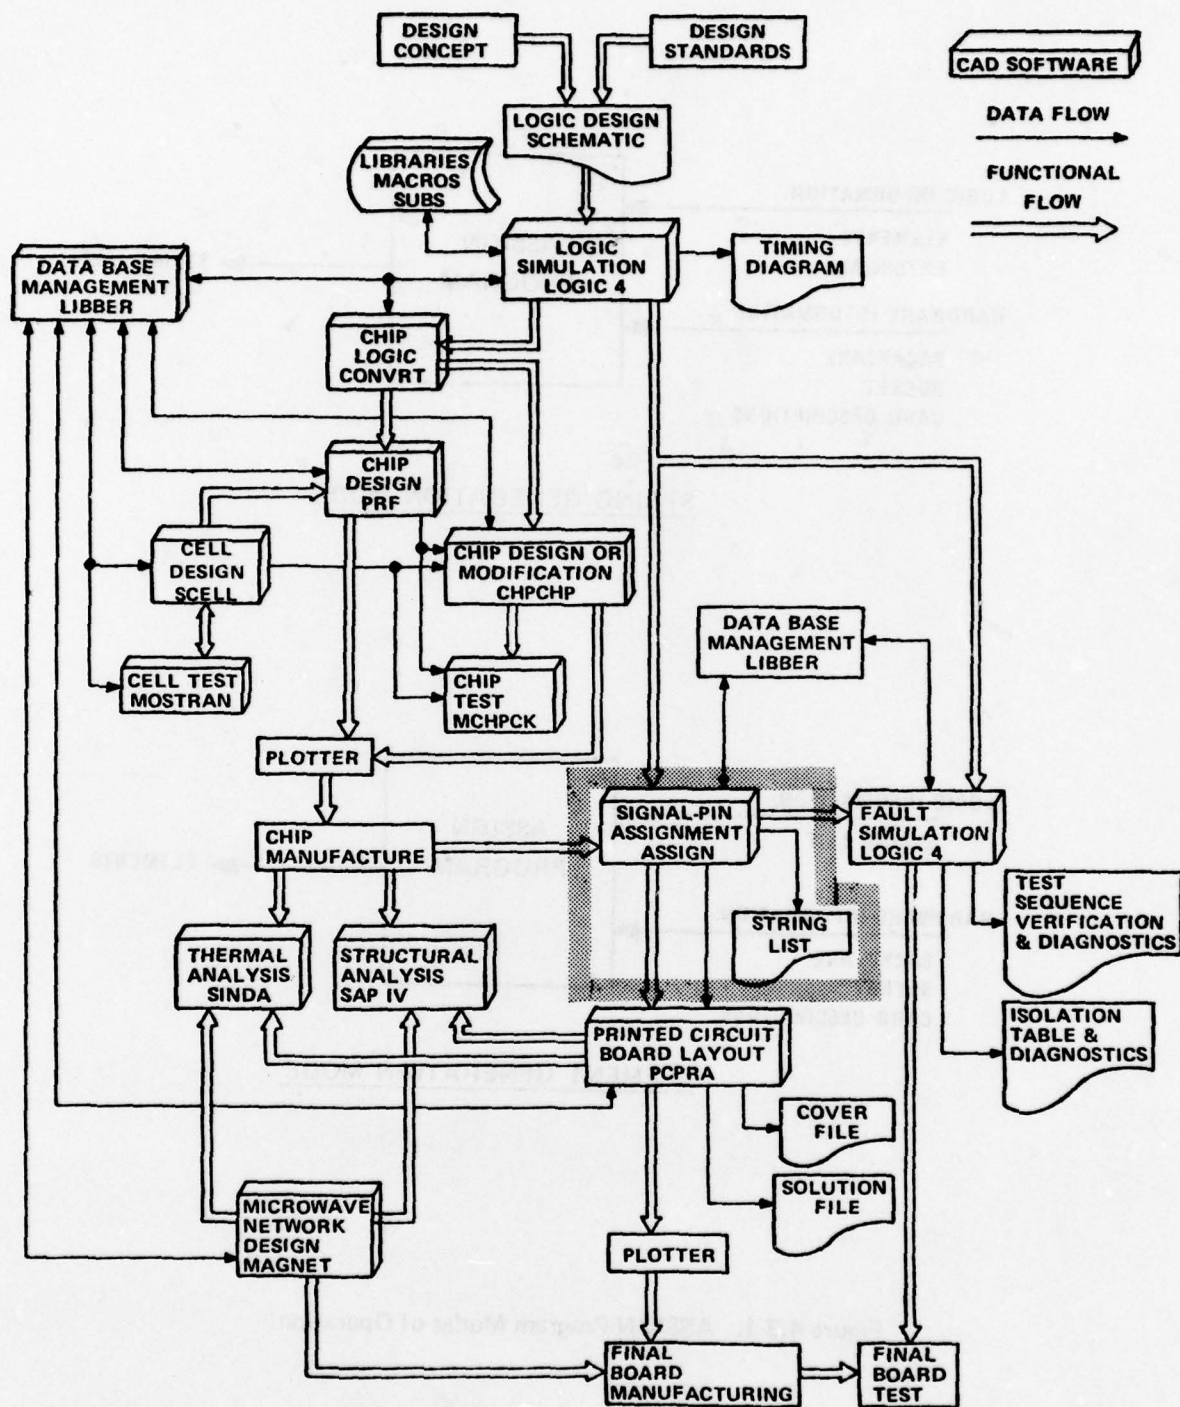 DESIGN
CONCEPT
DESIGN
STANDARDS
CAD SOFTWARE
DATA FLOW
FUNCTIONAL
FLOW
LOGIC DESIGN
SCHEMATIC
LIBRARIES
MACROS
SUBS
DATA BASE
MANAGEMENT
LIBBER
LOGIC
SIMULATION
LOGIC 4
TIMING
DIAGRAM
CHIP
LOGIC
CONVRT
CHIP
DESIGN
PRF
CELL
DESIGN
SCELL
CHIP DESIGN OR
MODIFICATION
CHPCHP
CELL TEST
MOSTRAN
CHIP
TEST
MCHPCK
DATA BASE
MANAGEMENT
LIBBER
PLOTTER
CHIP
MANUFACTURE
SIGNAL-PIN
ASSIGNMENT
ASSIGN
FAULT
SIMULATION
LOGIC 4
STRING
LIST
TEST
SEQUENCE
VERIFICATION
& DIAGNOSTICS
THERMAL
ANALYSIS
SINDA
STRUCTURAL
ANALYSIS
SAP IV
PRINTED CIRCUIT
BOARD LAYOUT
PCPRA
ISOLATION
TABLE &
DIAGNOSTICS
COVER
FILE
SOLUTION
FILE
MICROWAVE
NETWORK
DESIGN
MAGNET
PLOTTER
FINAL
BOARD
MANUFACTURING
FINAL
BOARD
TEST